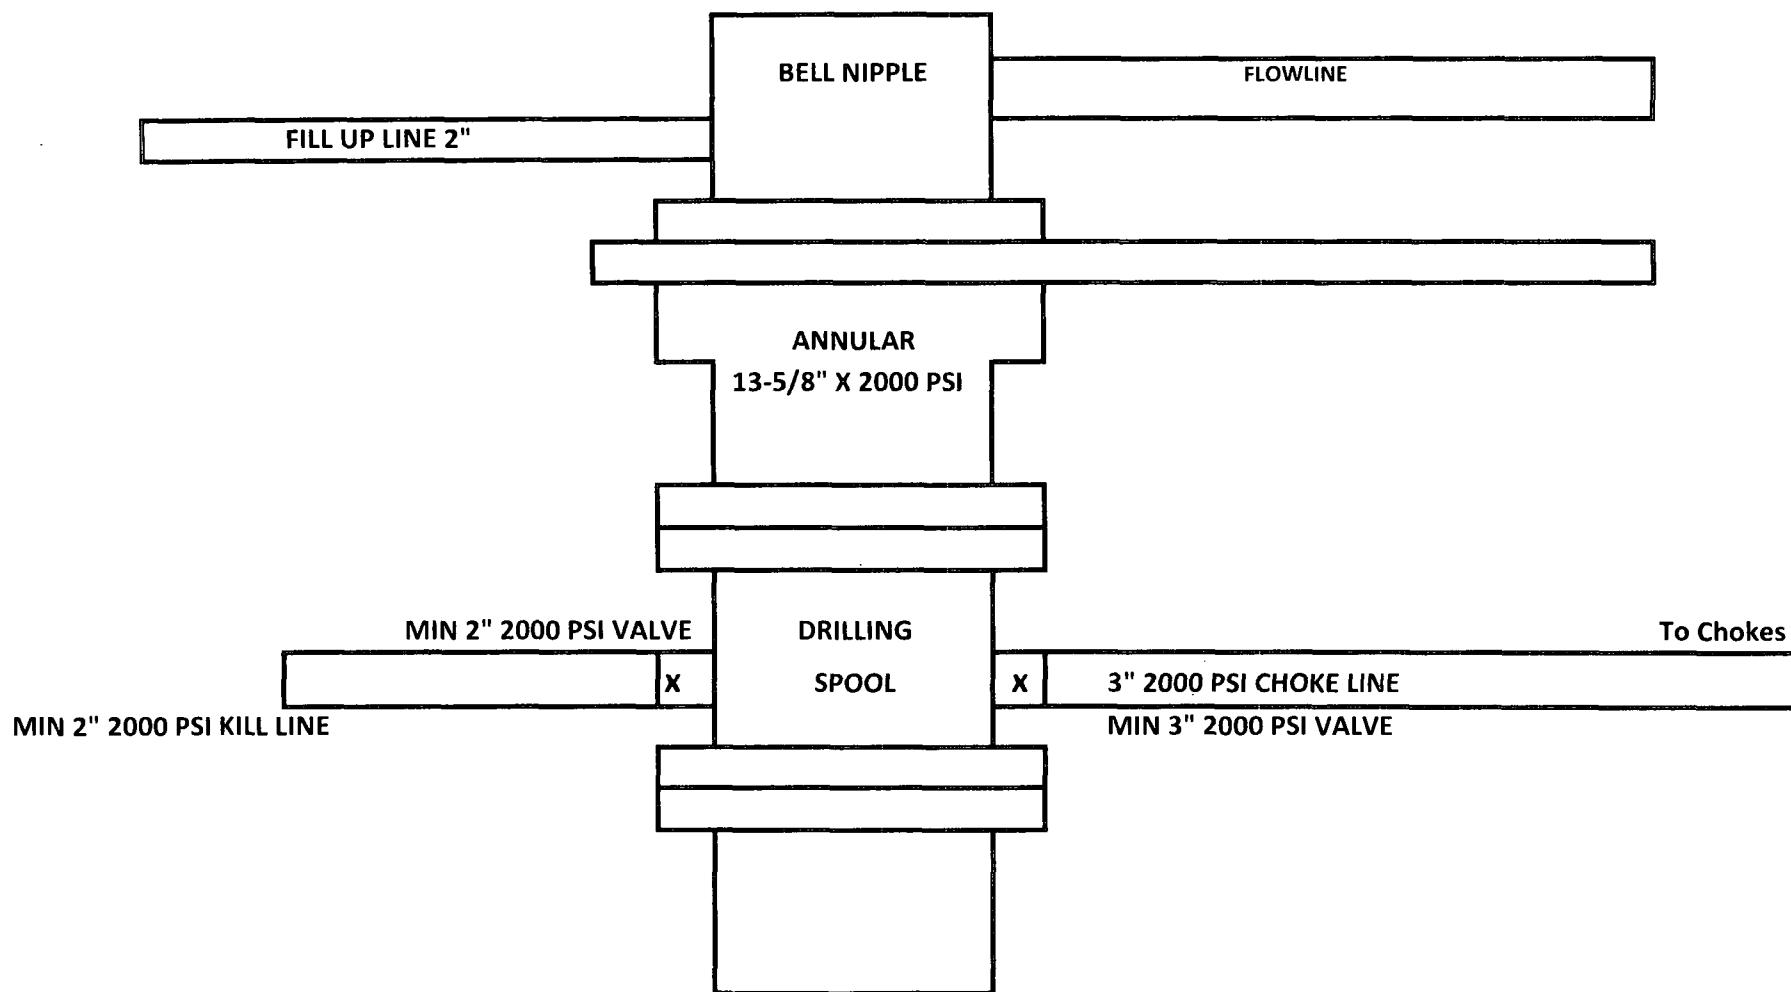 BELL NIPPLE
FLOWLINE
FILL UP LINE 2"
ANNULAR
13-5/8" X 2000 PSI
MIN 2" 2000 PSI VALVE
DRILLING
To Chokes
X
SPOOL
X
3" 2000 PSI CHOKE LINE
MIN 2" 2000 PSI KILL LINE
MIN 3" 2000 PSI VALVE